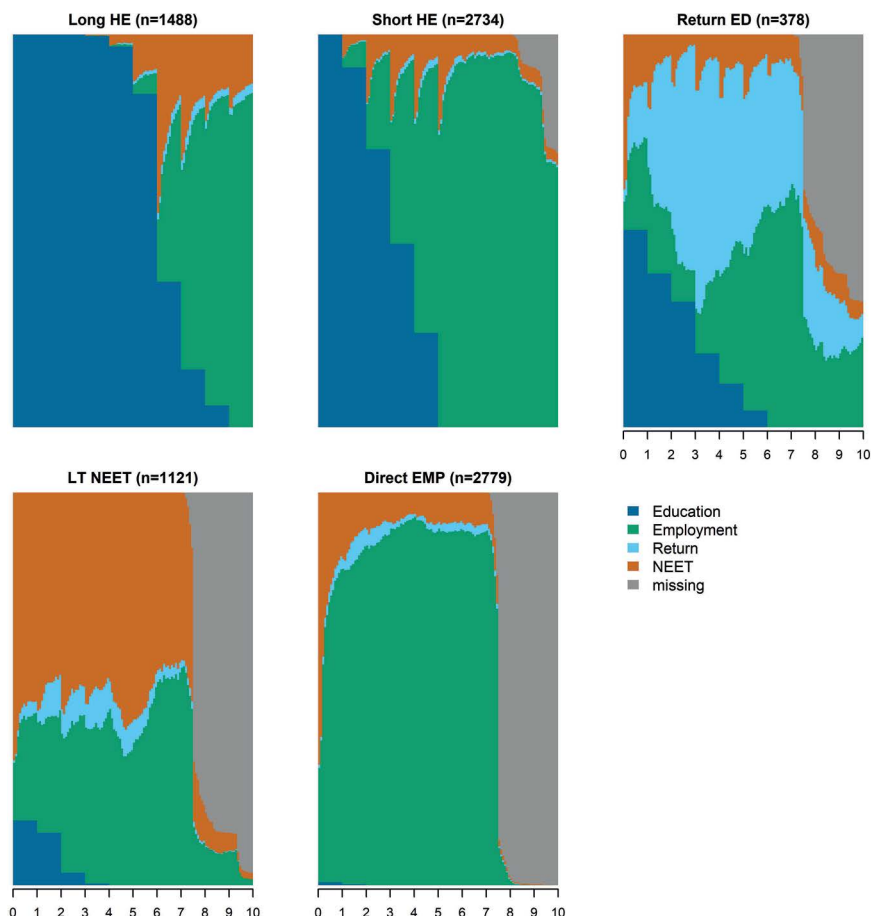 Long HE (n=1488)
Short HE (n=2734)
Return ED (n=378)
0 1 2 3 4 5 6 7 8 9 10
LT NEET (n=1121)
Direct EMP (n=2779)
Education
Employment
Return
NEET
missing
0 1 2 3 4 5 6 7 8 9 10
0 1 2 3 4 5 6 7 8 9 10